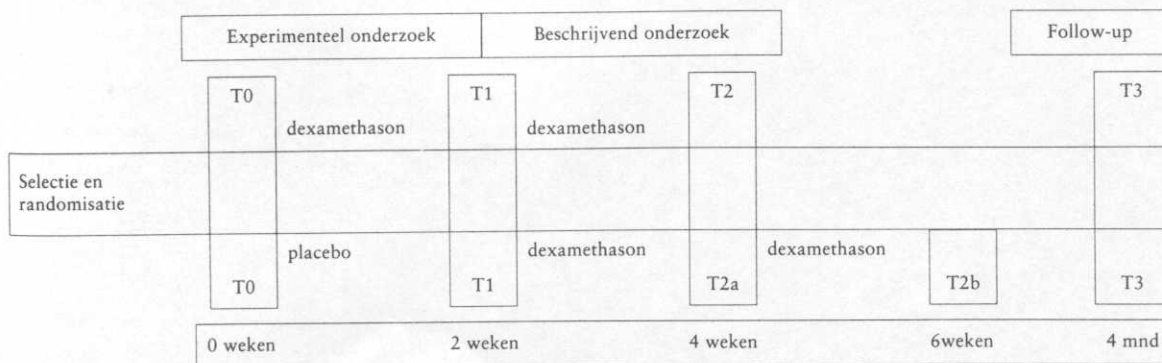 Experimenteel onderzoek
Beschrijvend onderzoek
Follow-up
T0
T1
T2
T3
dexamethason
dexamethason
Selectie en
randomisatie
placebo
dexamethason
dexamethason
T0
T1
T2a
T2b
T3
0 weken
2 weken
4 weken
6weken
4 mnd